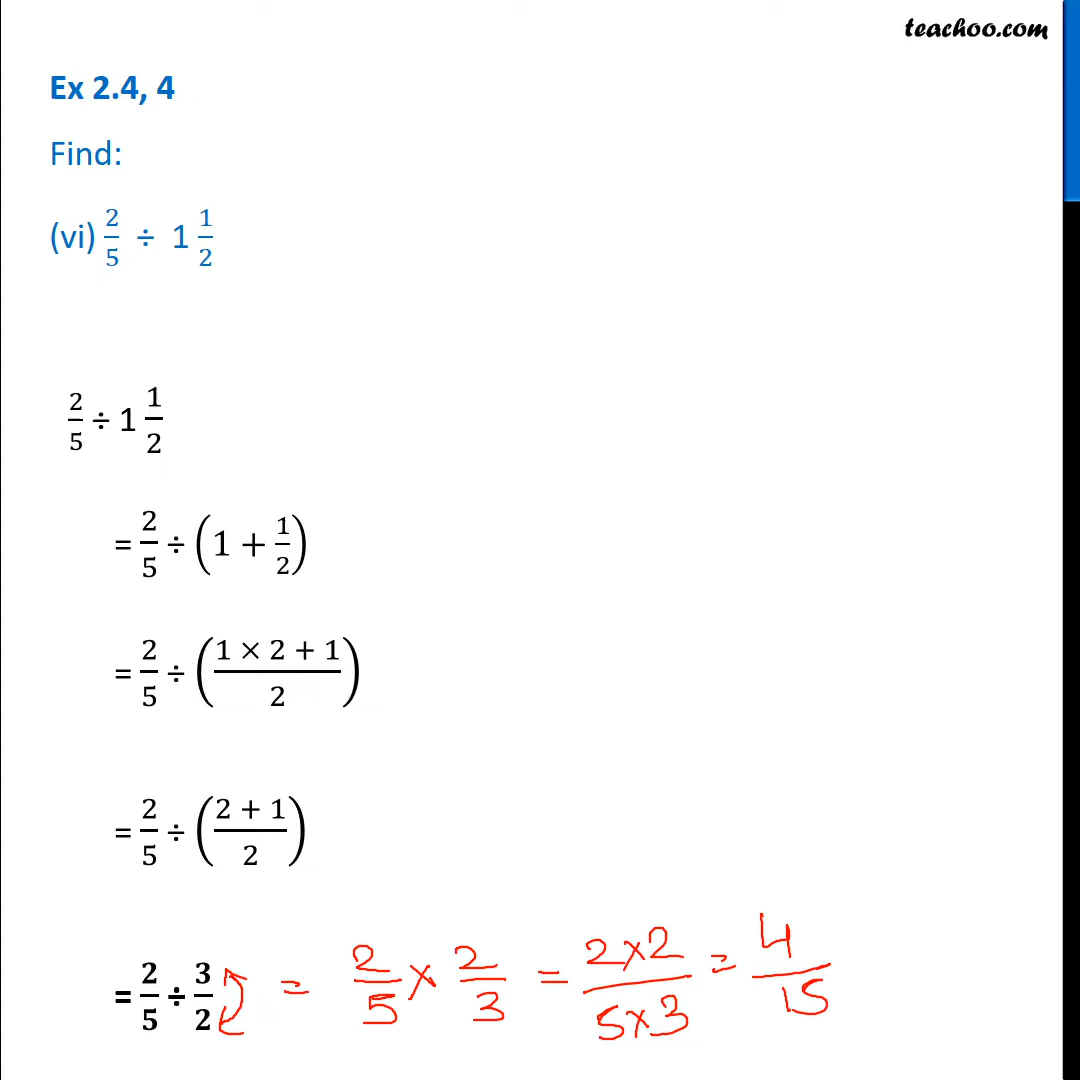 teachoo.com
Ex 2.4, 4
Find:
(vi) 2/5 ÷ 1 1/2
2/5 ÷ 1 1/2
= 2/5 ÷ (1 + 1/2)
= 2/5 ÷ ((1 × 2 + 1)/2)
= 2/5 ÷ ((2 + 1)/2)
= 2/5 ÷ 3/2 = 2/5 × 2/3 = (2×2)/(5×3) = 4/15